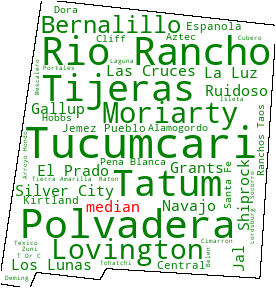 Dora
Bernalillo
Espanola
Cliff
Aztec
Cubero
Rio Rancho
Laguna
Portales
Las Cruces
La Luz
Mescalero
Tijeras
Ruidoso
Isleta
Gallup
Moriarty
Hobbs
Jemez Pueblo
Alamogordo
Ranchos Taos
Arroyo Hondo
Tucumcari
Pena Blanca
El Prado
Grants
Tierra Amarilla
Raton
Tatum
Santa Fe
Shiprock
Socorro
Lordsburg
Silver City
Kirtland
median
Navajo
Polvadera
Texico
Zuni
T Or C
Lovington
Cimarron
Belen
Jal
Los Lunas
Tohatchi
Central
Deming